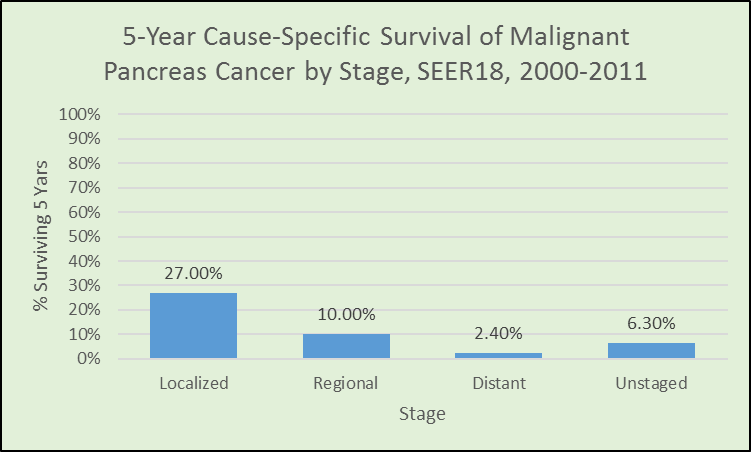 5-Year Cause-Specific Survival of Malignant
Pancreas Cancer by Stage, SEER18, 2000-2011
100%
90%
80%
70%
60%
50%
40%
30%
20%
10%
0%
% Surviving 5 Yars
27.00%
10.00%
2.40%
6.30%
Localized
Regional
Distant
Unstaged
Stage